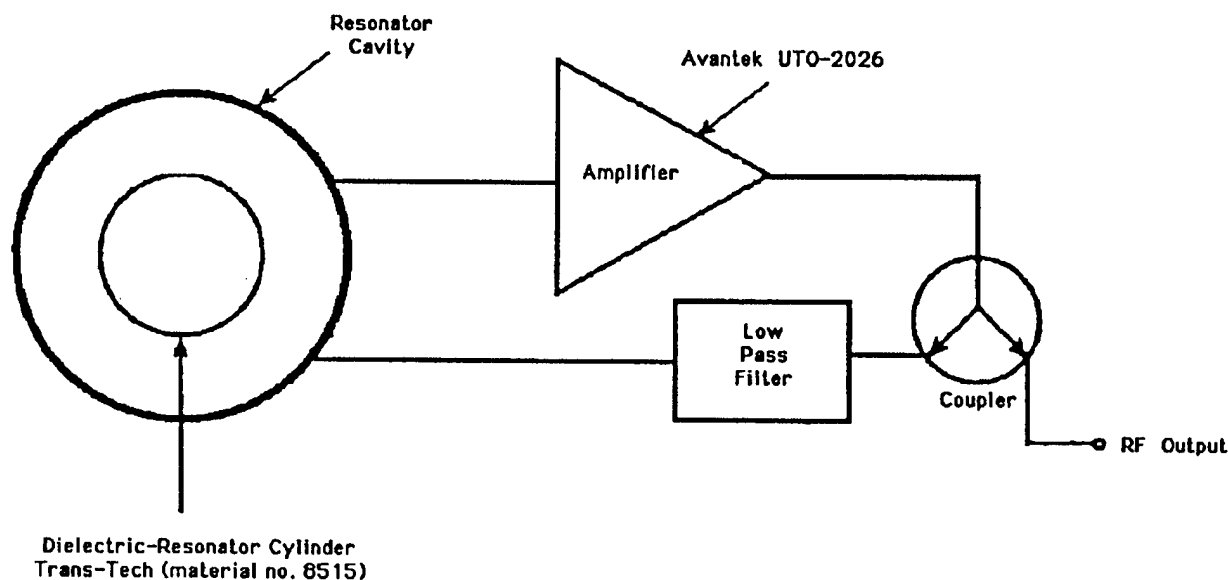 Resonator
Cavity
Avantek UTO-2026
Amplifier
Low
Pass
Filter
Coupler
RF Output
Dielectric-Resonator Cylinder
Trans-Tech (material no. 8515)